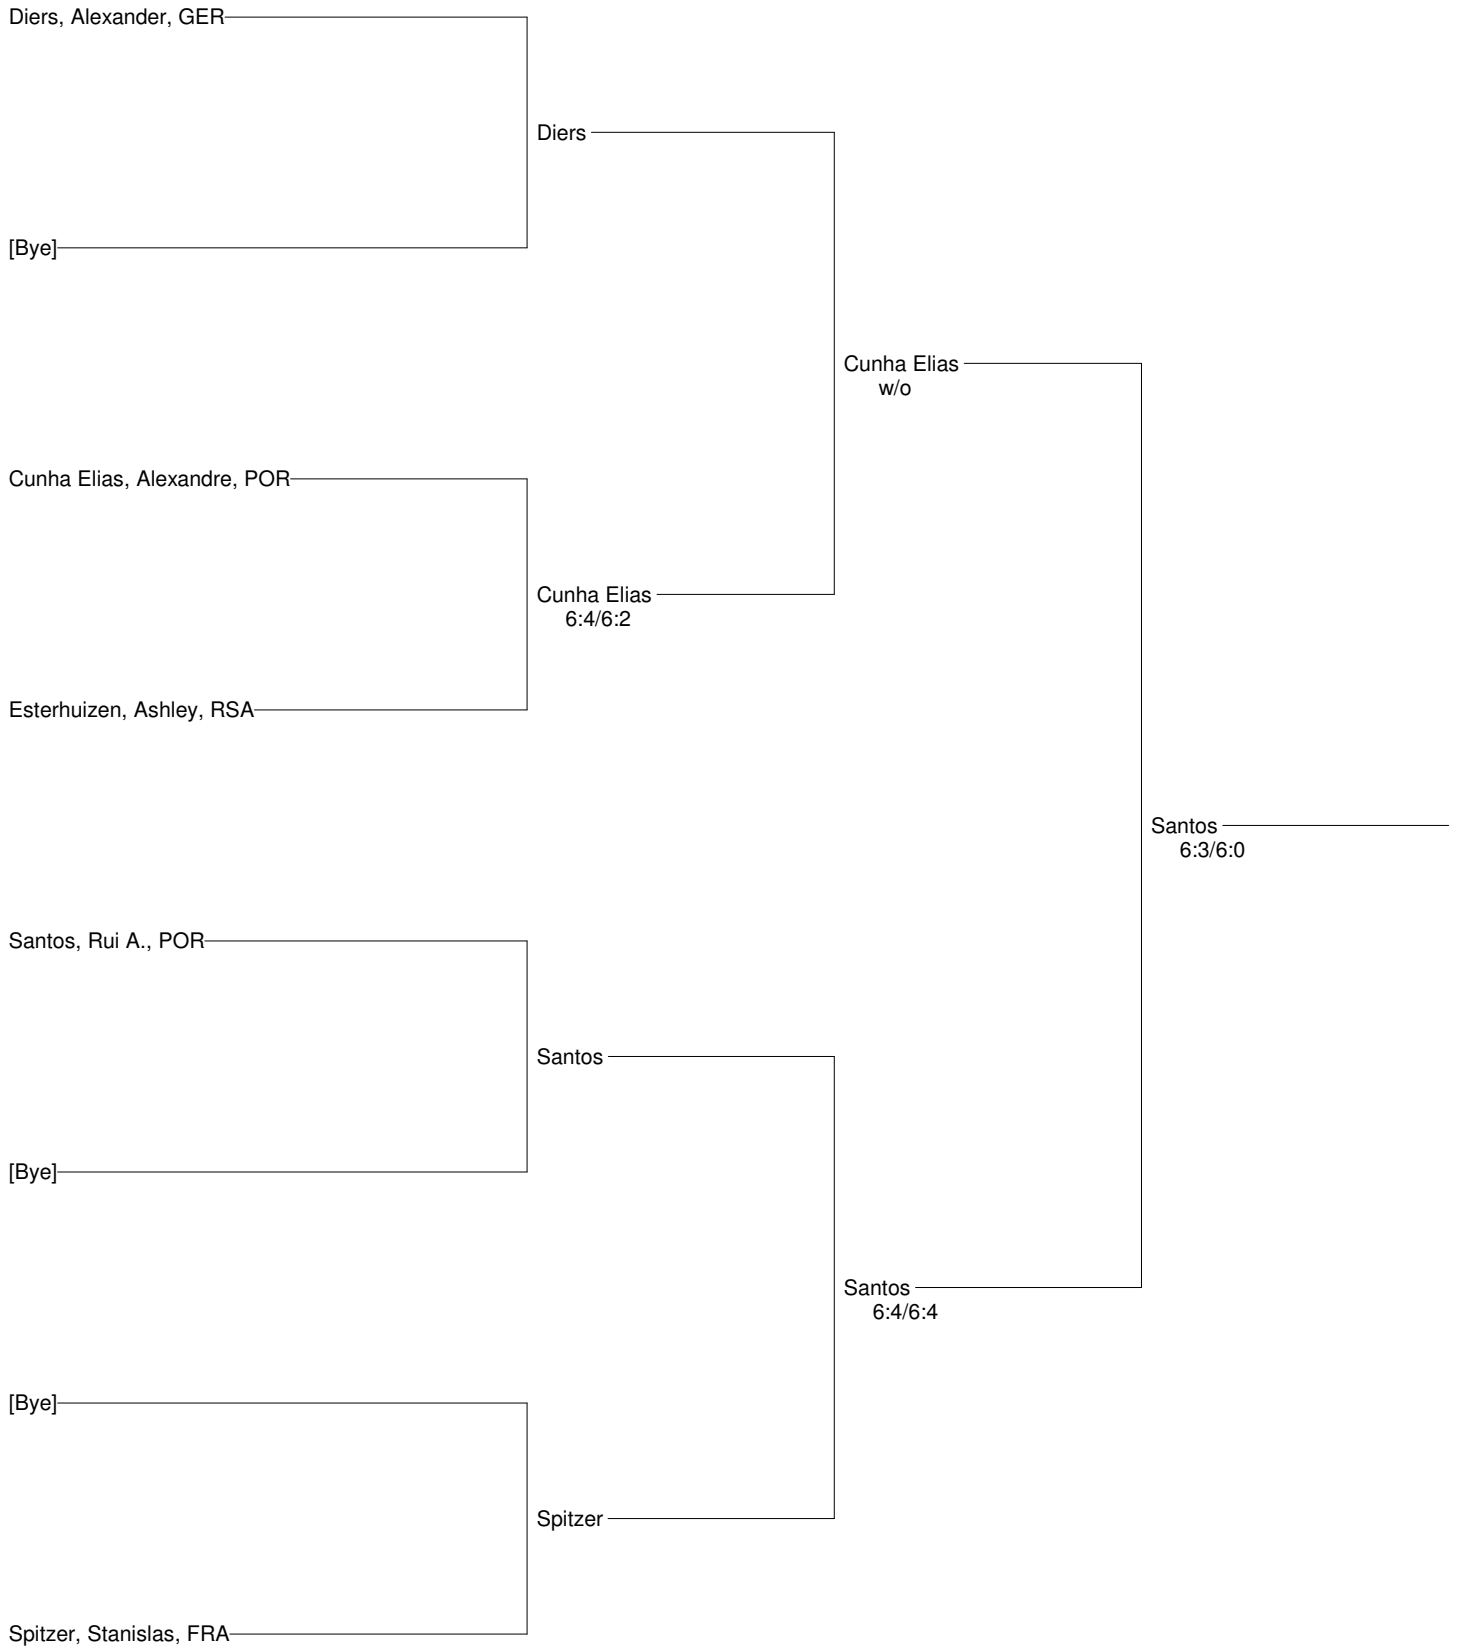 Diers, Alexander, GER
Diers
[Bye]
Cunha Elias
w/o
Cunha Elias, Alexandre, POR
Cunha Elias
6:4/6:2
Esterhuizen, Ashley, RSA
Santos
6:3/6:0
Santos, Rui A., POR
Santos
[Bye]
Santos
6:4/6:4
[Bye]
Spitzer
Spitzer, Stanislas, FRA